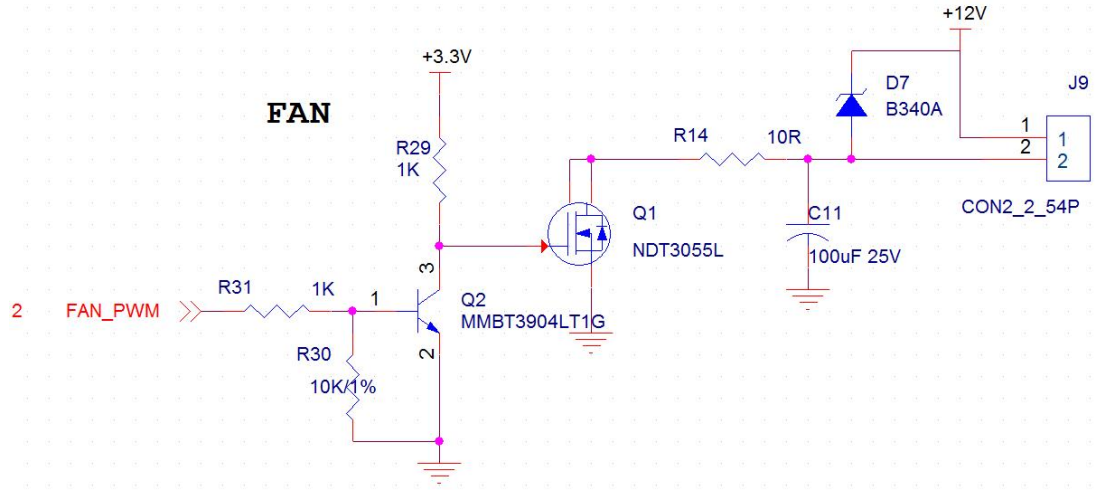 +12V
+3.3V
FAN
D7
B340A
J9
R29
1K
R14
10R
1
1
2
2
Q1
NDT3055L
C11
100uF 25V
CON2_2_54P
3
2
FAN_PWM
R31
1K
1
Q2
MMBT3904LT1G
R30
10K/1%
2